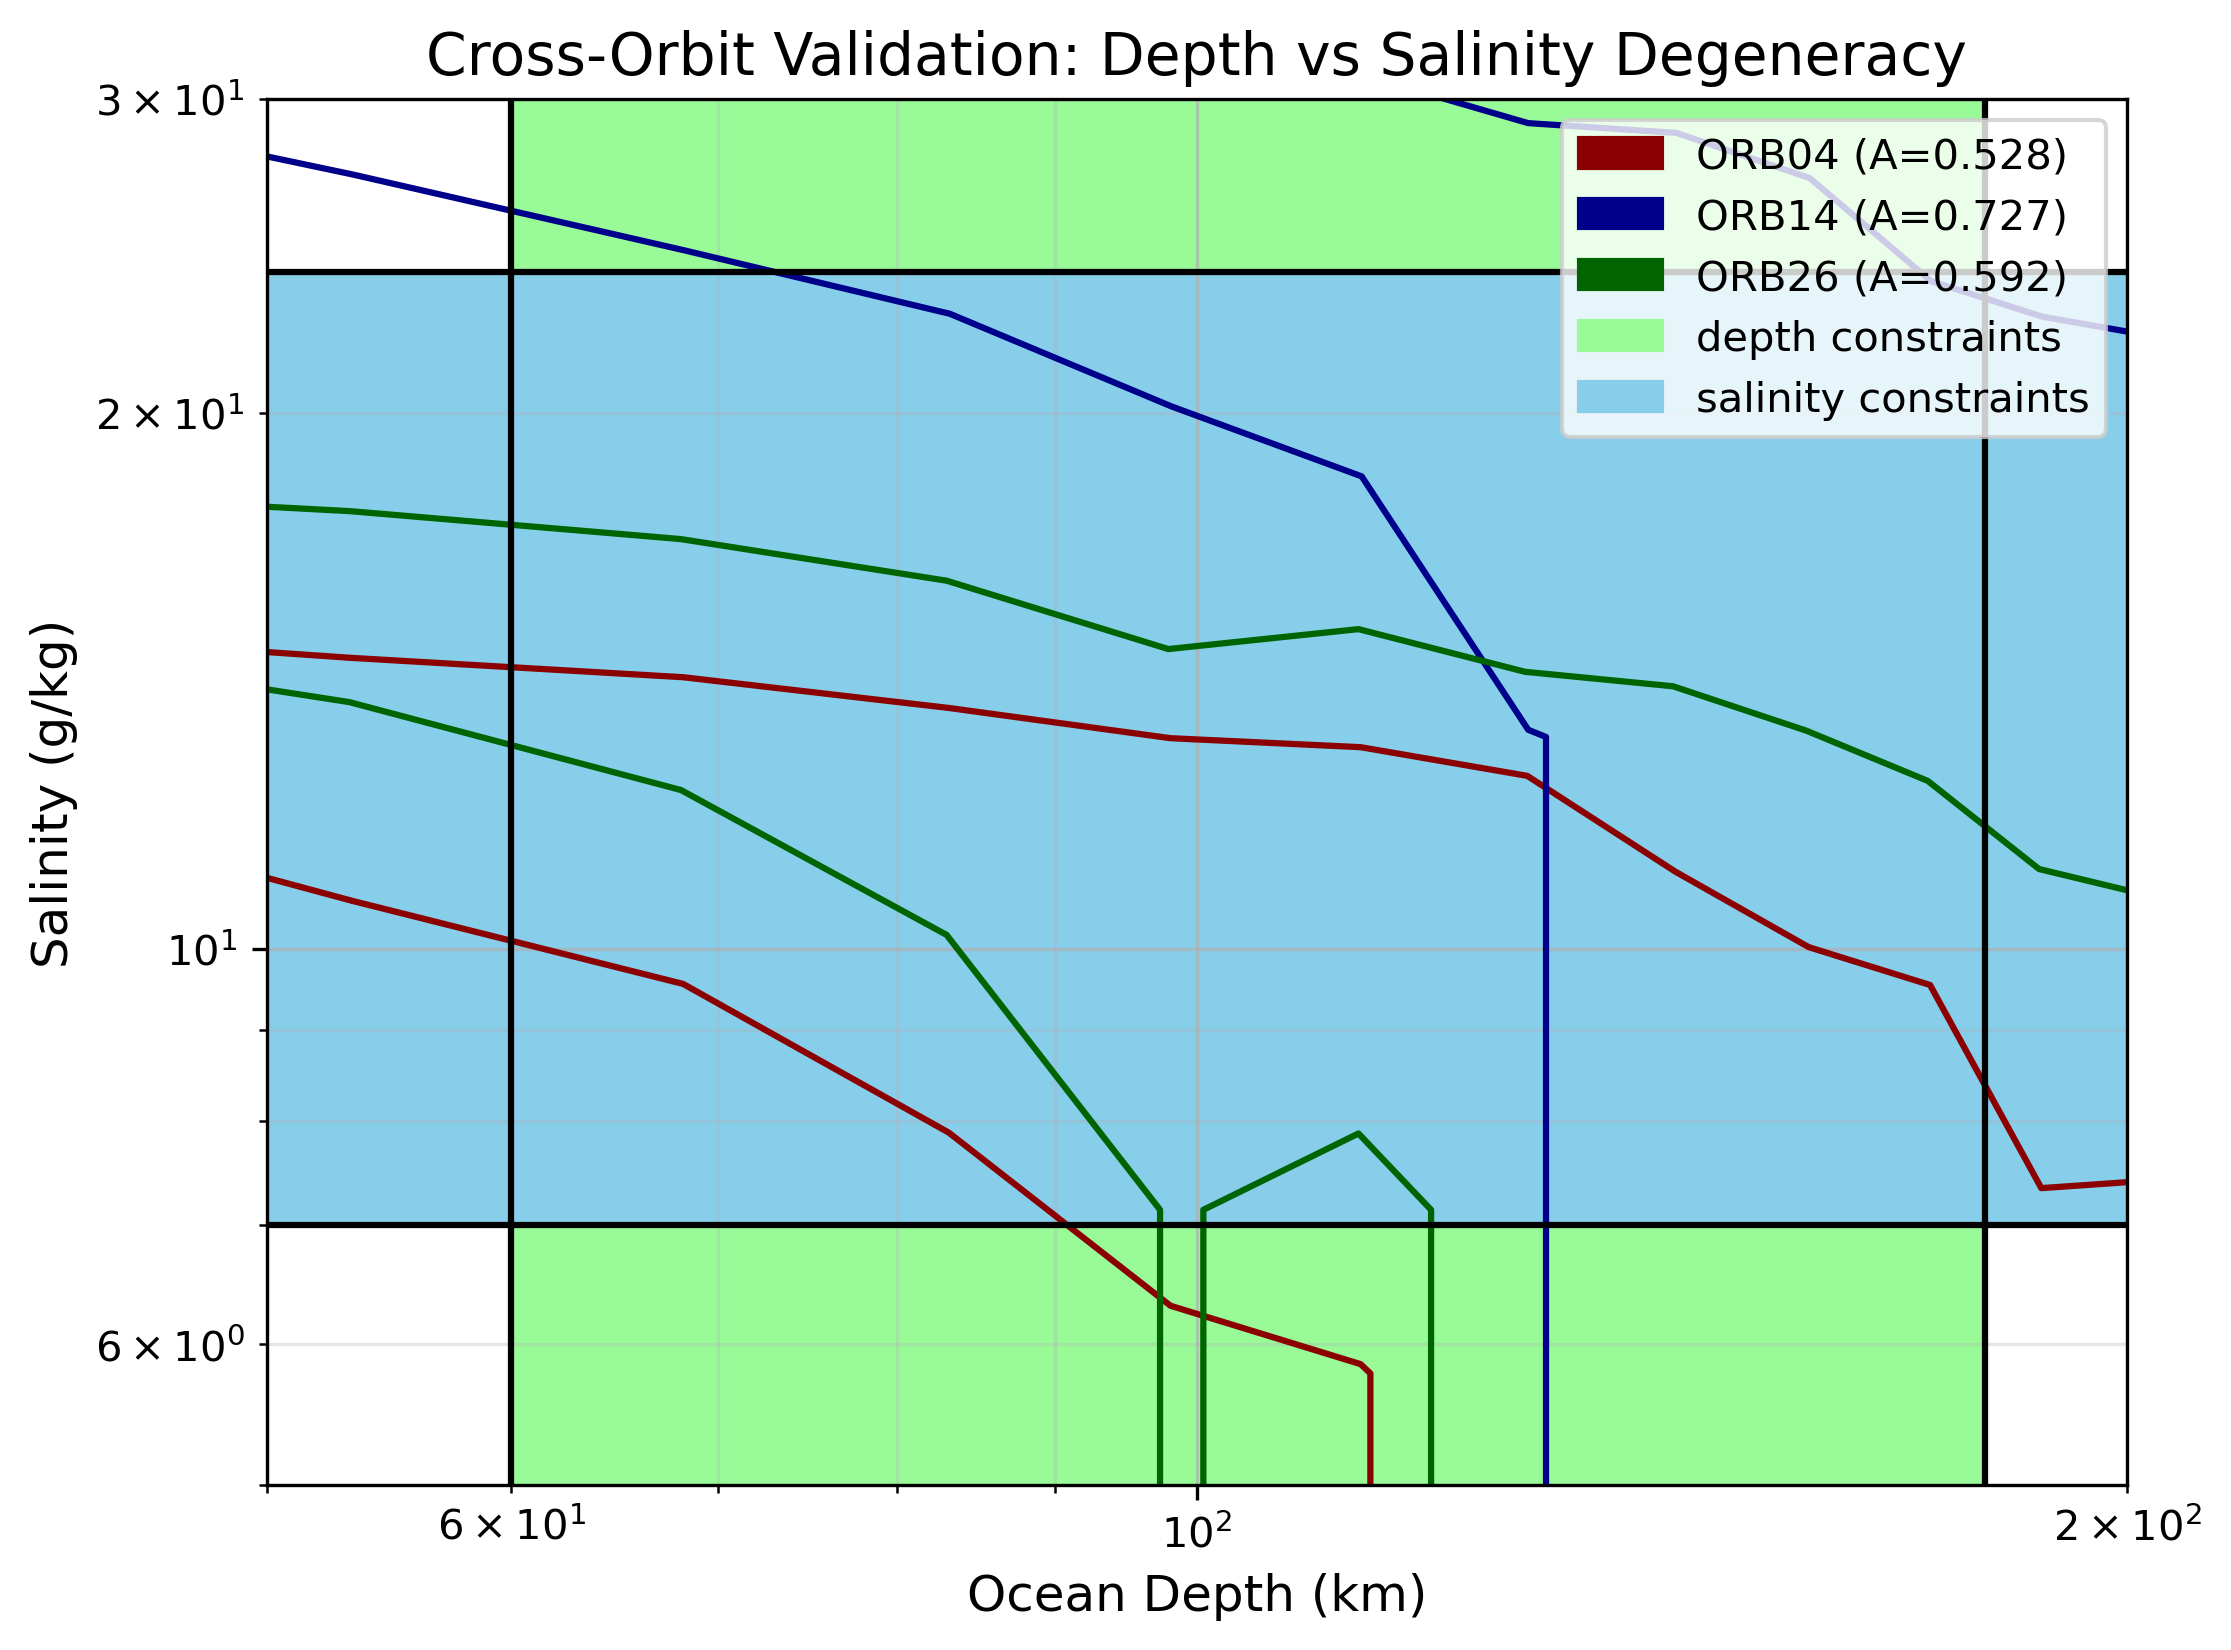 Cross-Orbit Validation: Depth vs Salinity Degeneracy
3 × 10¹
2 × 10¹
10¹
6 × 10⁰
Salinity (g/kg)
ORB04 (A=0.528)
ORB14 (A=0.727)
ORB26 (A=0.592)
depth constraints
salinity constraints
6 × 10¹
10²
2 × 10²
Ocean Depth (km)